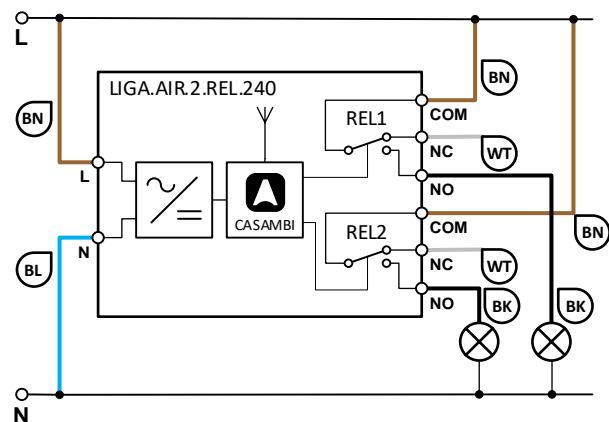 L
LIGA.AIR.2.REL.240
BN
BN
REL1
COM
NC
WT
L
NO
CASAMBI
COM
BN
N
REL2
BL
NC
WT
NO
BK
BK
N